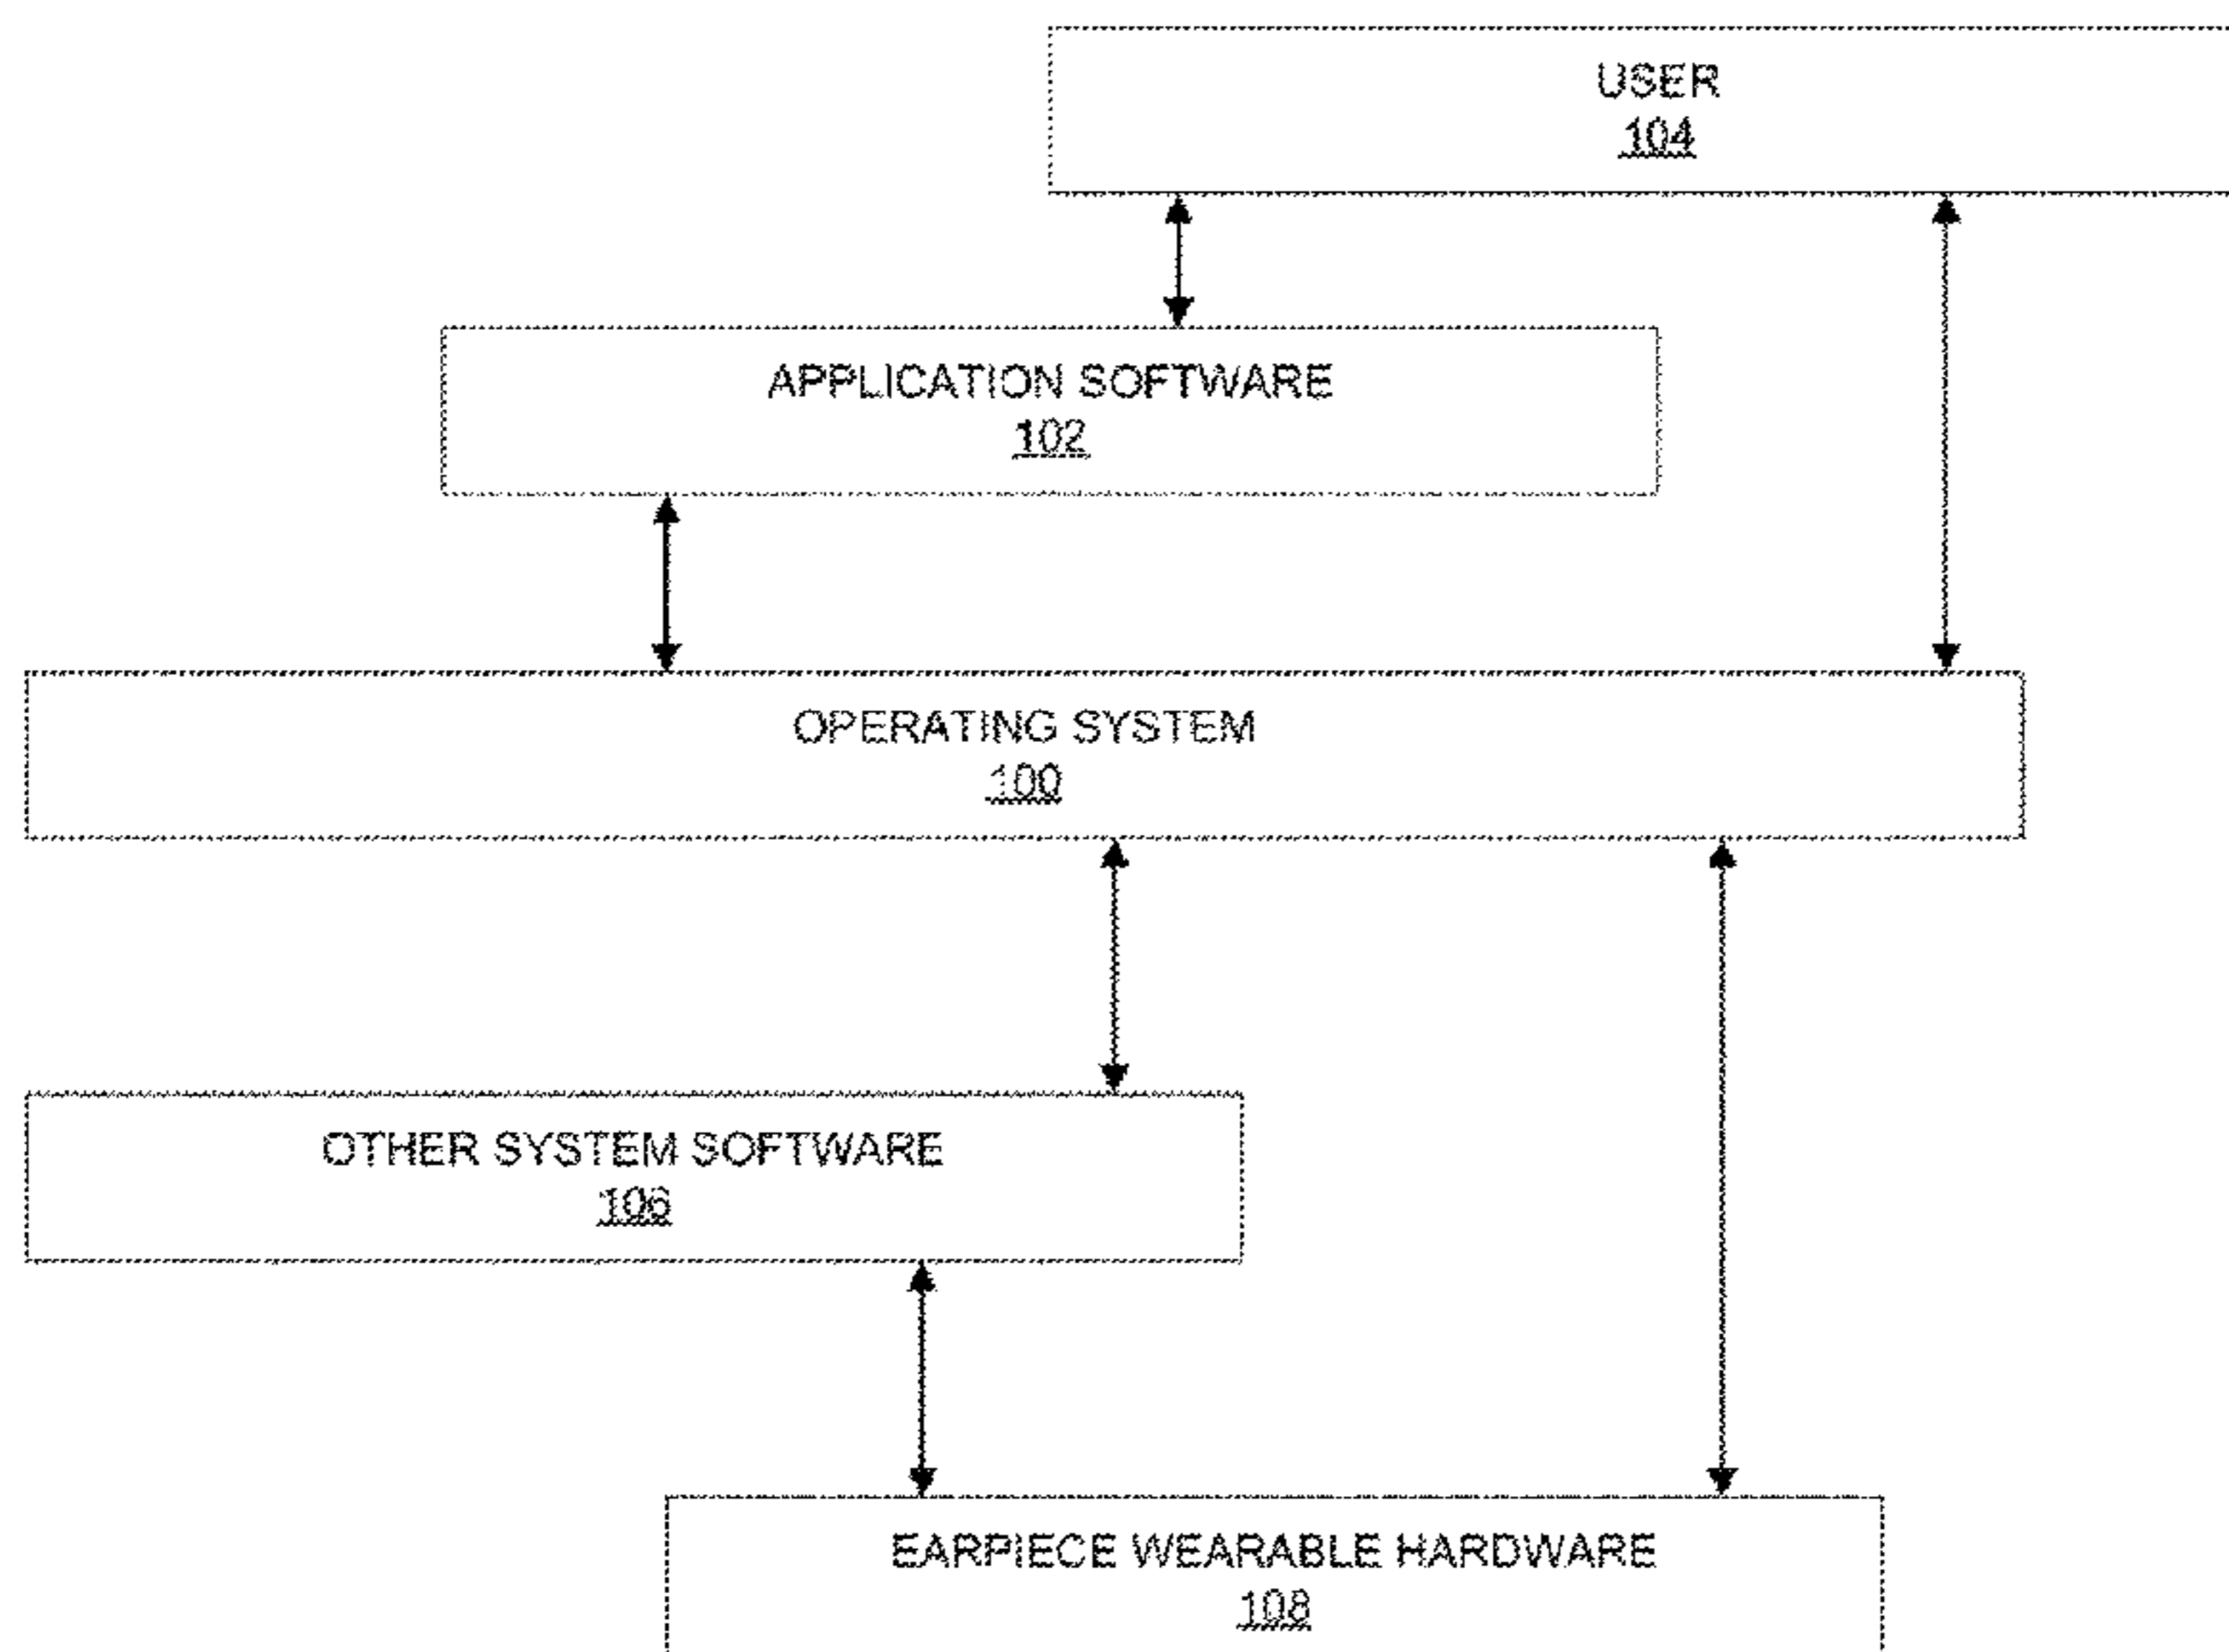 USER
104
APPLICATION SOFTWARE
102
OPERATING SYSTEM
100
OTHER SYSTEM SOFTWARE
106
EARPIECE WEARABLE HARDWARE
108